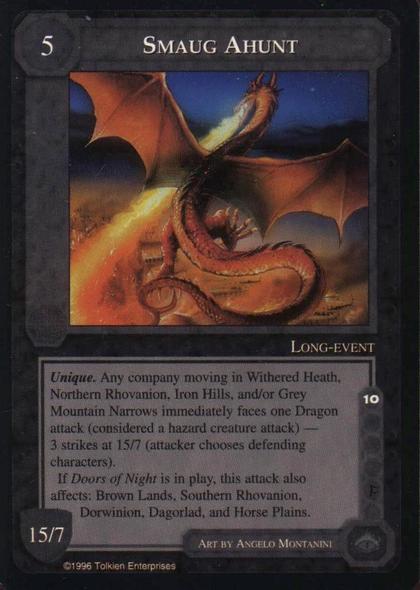 5
SMAUG AHUNT
LONG-EVENT
Unique. Any company moving in Withered Heath,
Northern Rhovanion, Iron Hills, and/or Grey
Mountain Narrows immediately faces one Dragon
attack (considered a hazard creature attack) —
3 strikes at 15/7 (attacker chooses defending
characters).
If Doors of Night is in play, this attack also
affects: Brown Lands, Southern Rhovanion,
Dorwinion, Dagorlad, and Horse Plains.
10
15/7
ART BY ANGELO MONTANINI
©1996 Tolkien Enterprises